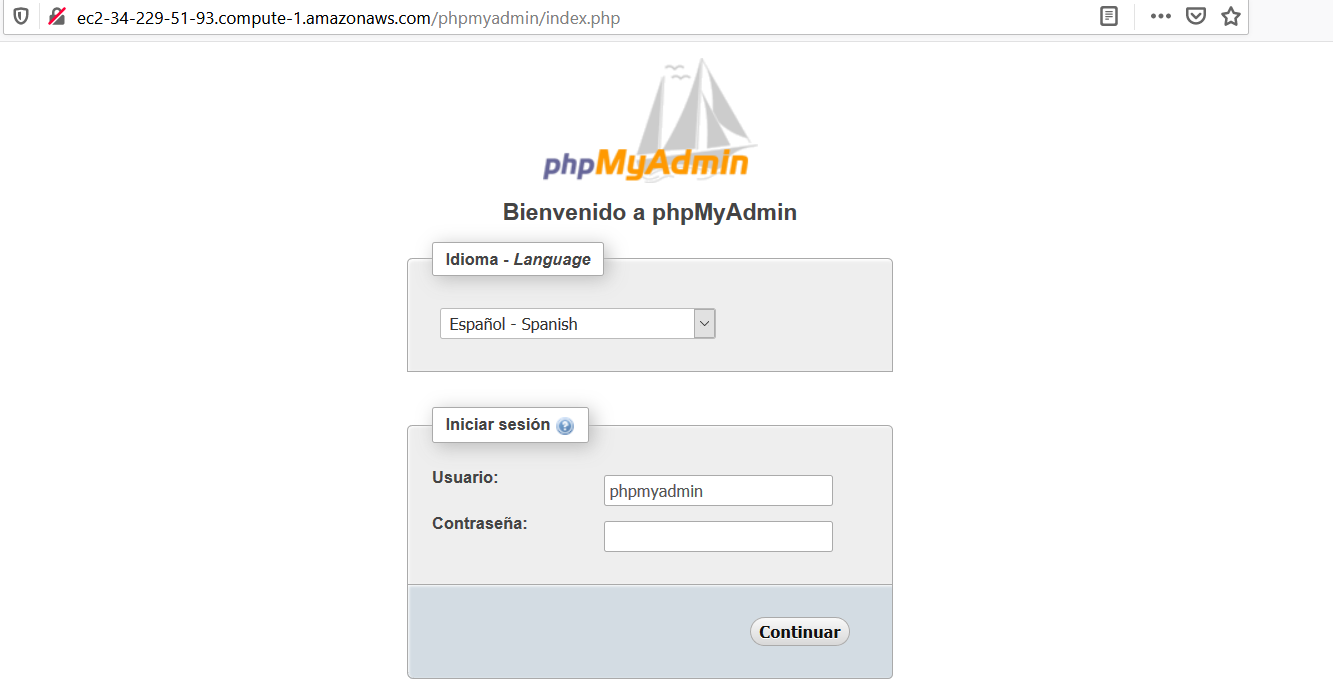 ec2-34-229-51-93.compute-1.amazonaws.com/phpmyadmin/index.php
phpMyAdmin
Bienvenido a phpMyAdmin
Idioma - Language
Español - Spanish
Iniciar sesión
Usuario: phpmyadmin
Contraseña:
Continuar